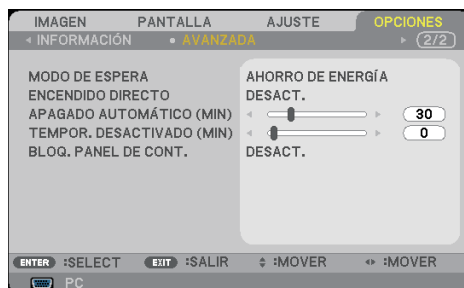 IMAGEN PANTALLA AJUSTE OPCIONES
INFORMACIÓN • AVANZADA (2/2)
MODO DE ESPERA AHORRO DE ENERGÍA
ENCENDIDO DIRECTO DESACT.
APAGADO AUTOMÁTICO (MIN) 30
TEMPOR. DESACTIVADO (MIN) 0
BLOQ. PANEL DE CONT. DESACT.
ENTER :SELECT EXIT :SALIR :MOVER :MOVER
PC